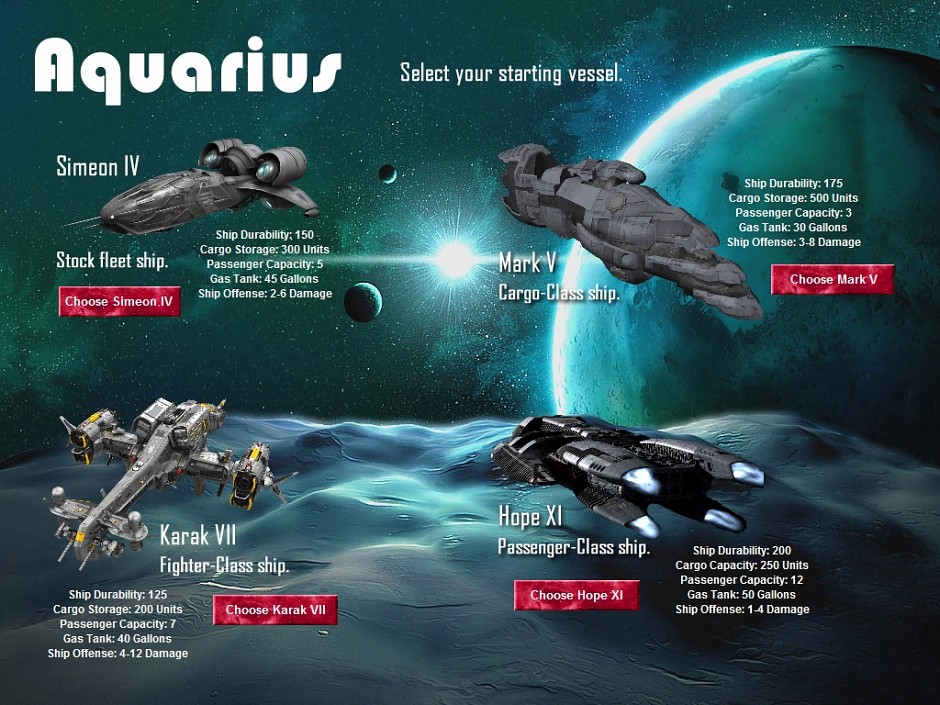 Aquarius
Select your starting vessel.
Simeon IV
Stock fleet ship.
Ship Durability: 150
Cargo Storage: 300 Units
Passenger Capacity: 5
Gas Tank: 45 Gallons
Ship Offense: 2-6 Damage
Choose Simeon IV
Mark V
Cargo-Class ship.
Ship Durability: 175
Cargo Storage: 500 Units
Passenger Capacity: 3
Gas Tank: 30 Gallons
Ship Offense: 3-8 Damage
Choose Mark V
Karak VII
Fighter-Class ship.
Ship Durability: 125
Cargo Storage: 200 Units
Passenger Capacity: 7
Gas Tank: 40 Gallons
Ship Offense: 4-12 Damage
Choose Karak VII
Hope XI
Passenger-Class ship.
Choose Hope XI
Ship Durability: 200
Cargo Capacity: 250 Units
Passenger Capacity: 12
Gas Tank: 50 Gallons
Ship Offense: 1-4 Damage